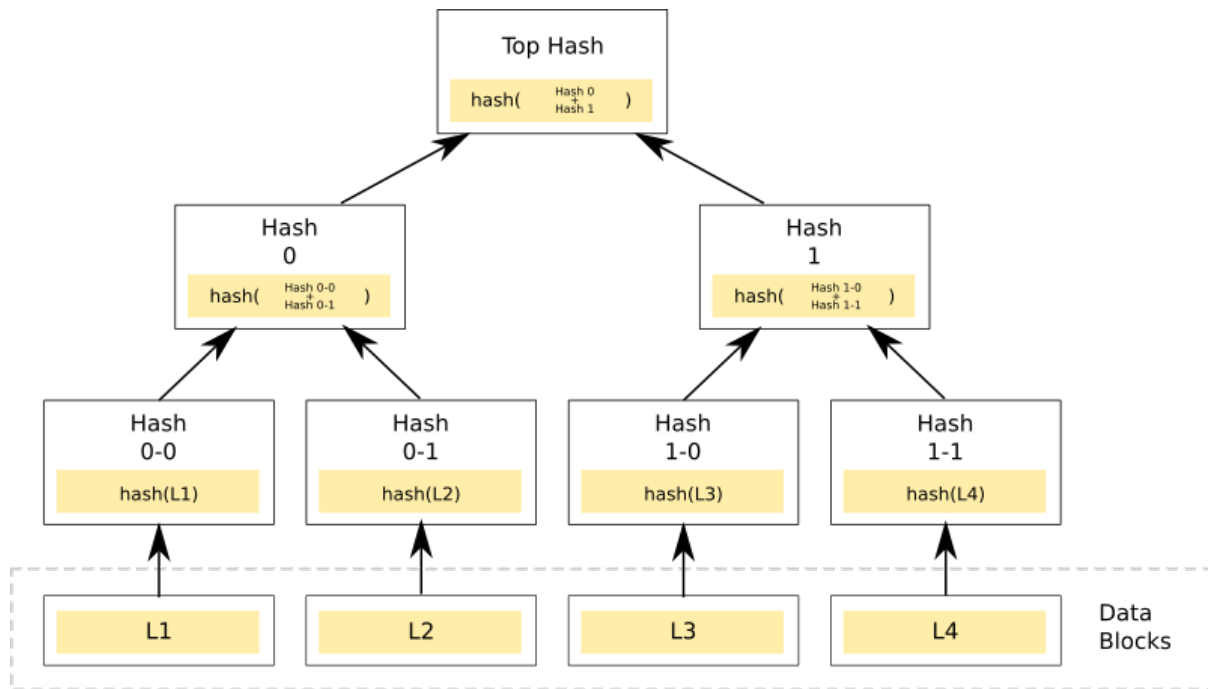 Top Hash
hash( Hash 0 + Hash 1 )
Hash
0
hash( Hash 0-0 + Hash 0-1 )
Hash
1
hash( Hash 1-0 + Hash 1-1 )
Hash
0-0
hash(L1)
Hash
0-1
hash(L2)
Hash
1-0
hash(L3)
Hash
1-1
hash(L4)
L1
L2
L3
L4
Data
Blocks